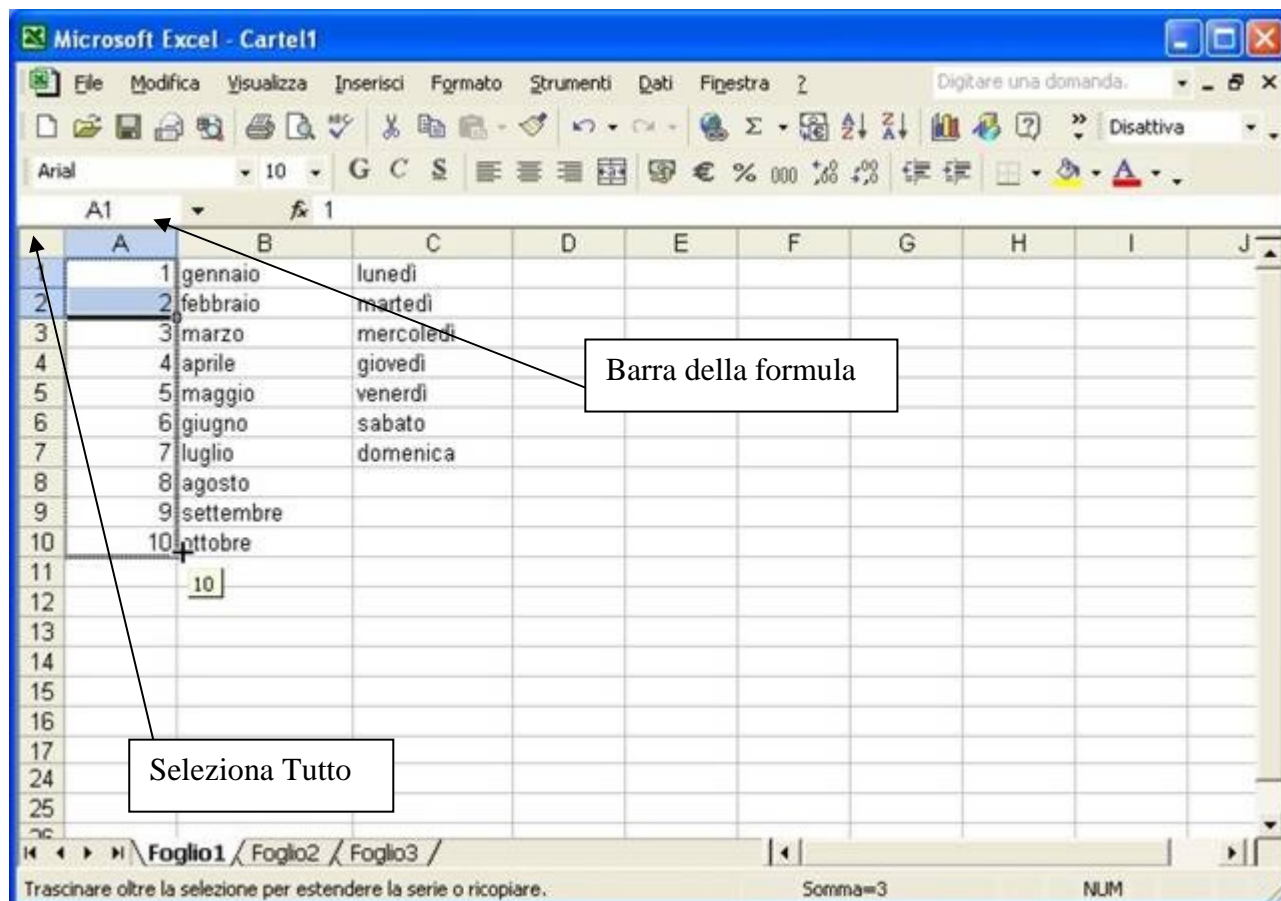 Microsoft Excel - Cartel1
File Modifica Visualizza Inserisci Formato Strumenti Dati Finestra ? Digitare una domanda.
Disattiva
Arial 10 G C S € % 000
A1 fx 1
A B C D E F G H I J
1 1 gennaio lunedì
2 2 febbraio martedì
3 3 marzo mercoledì
4 4 aprile giovedì
Barra della formula
5 5 maggio venerdì
6 6 giugno sabato
7 7 luglio domenica
8 8 agosto
9 9 settembre
10 10 ottobre
11
10
12
13
14
15
16
17
Seleziona Tutto
24
25
26
Foglio1 Foglio2 Foglio3
Trascinare oltre la selezione per estendere la serie o ricopiare. Somma=3 NUM